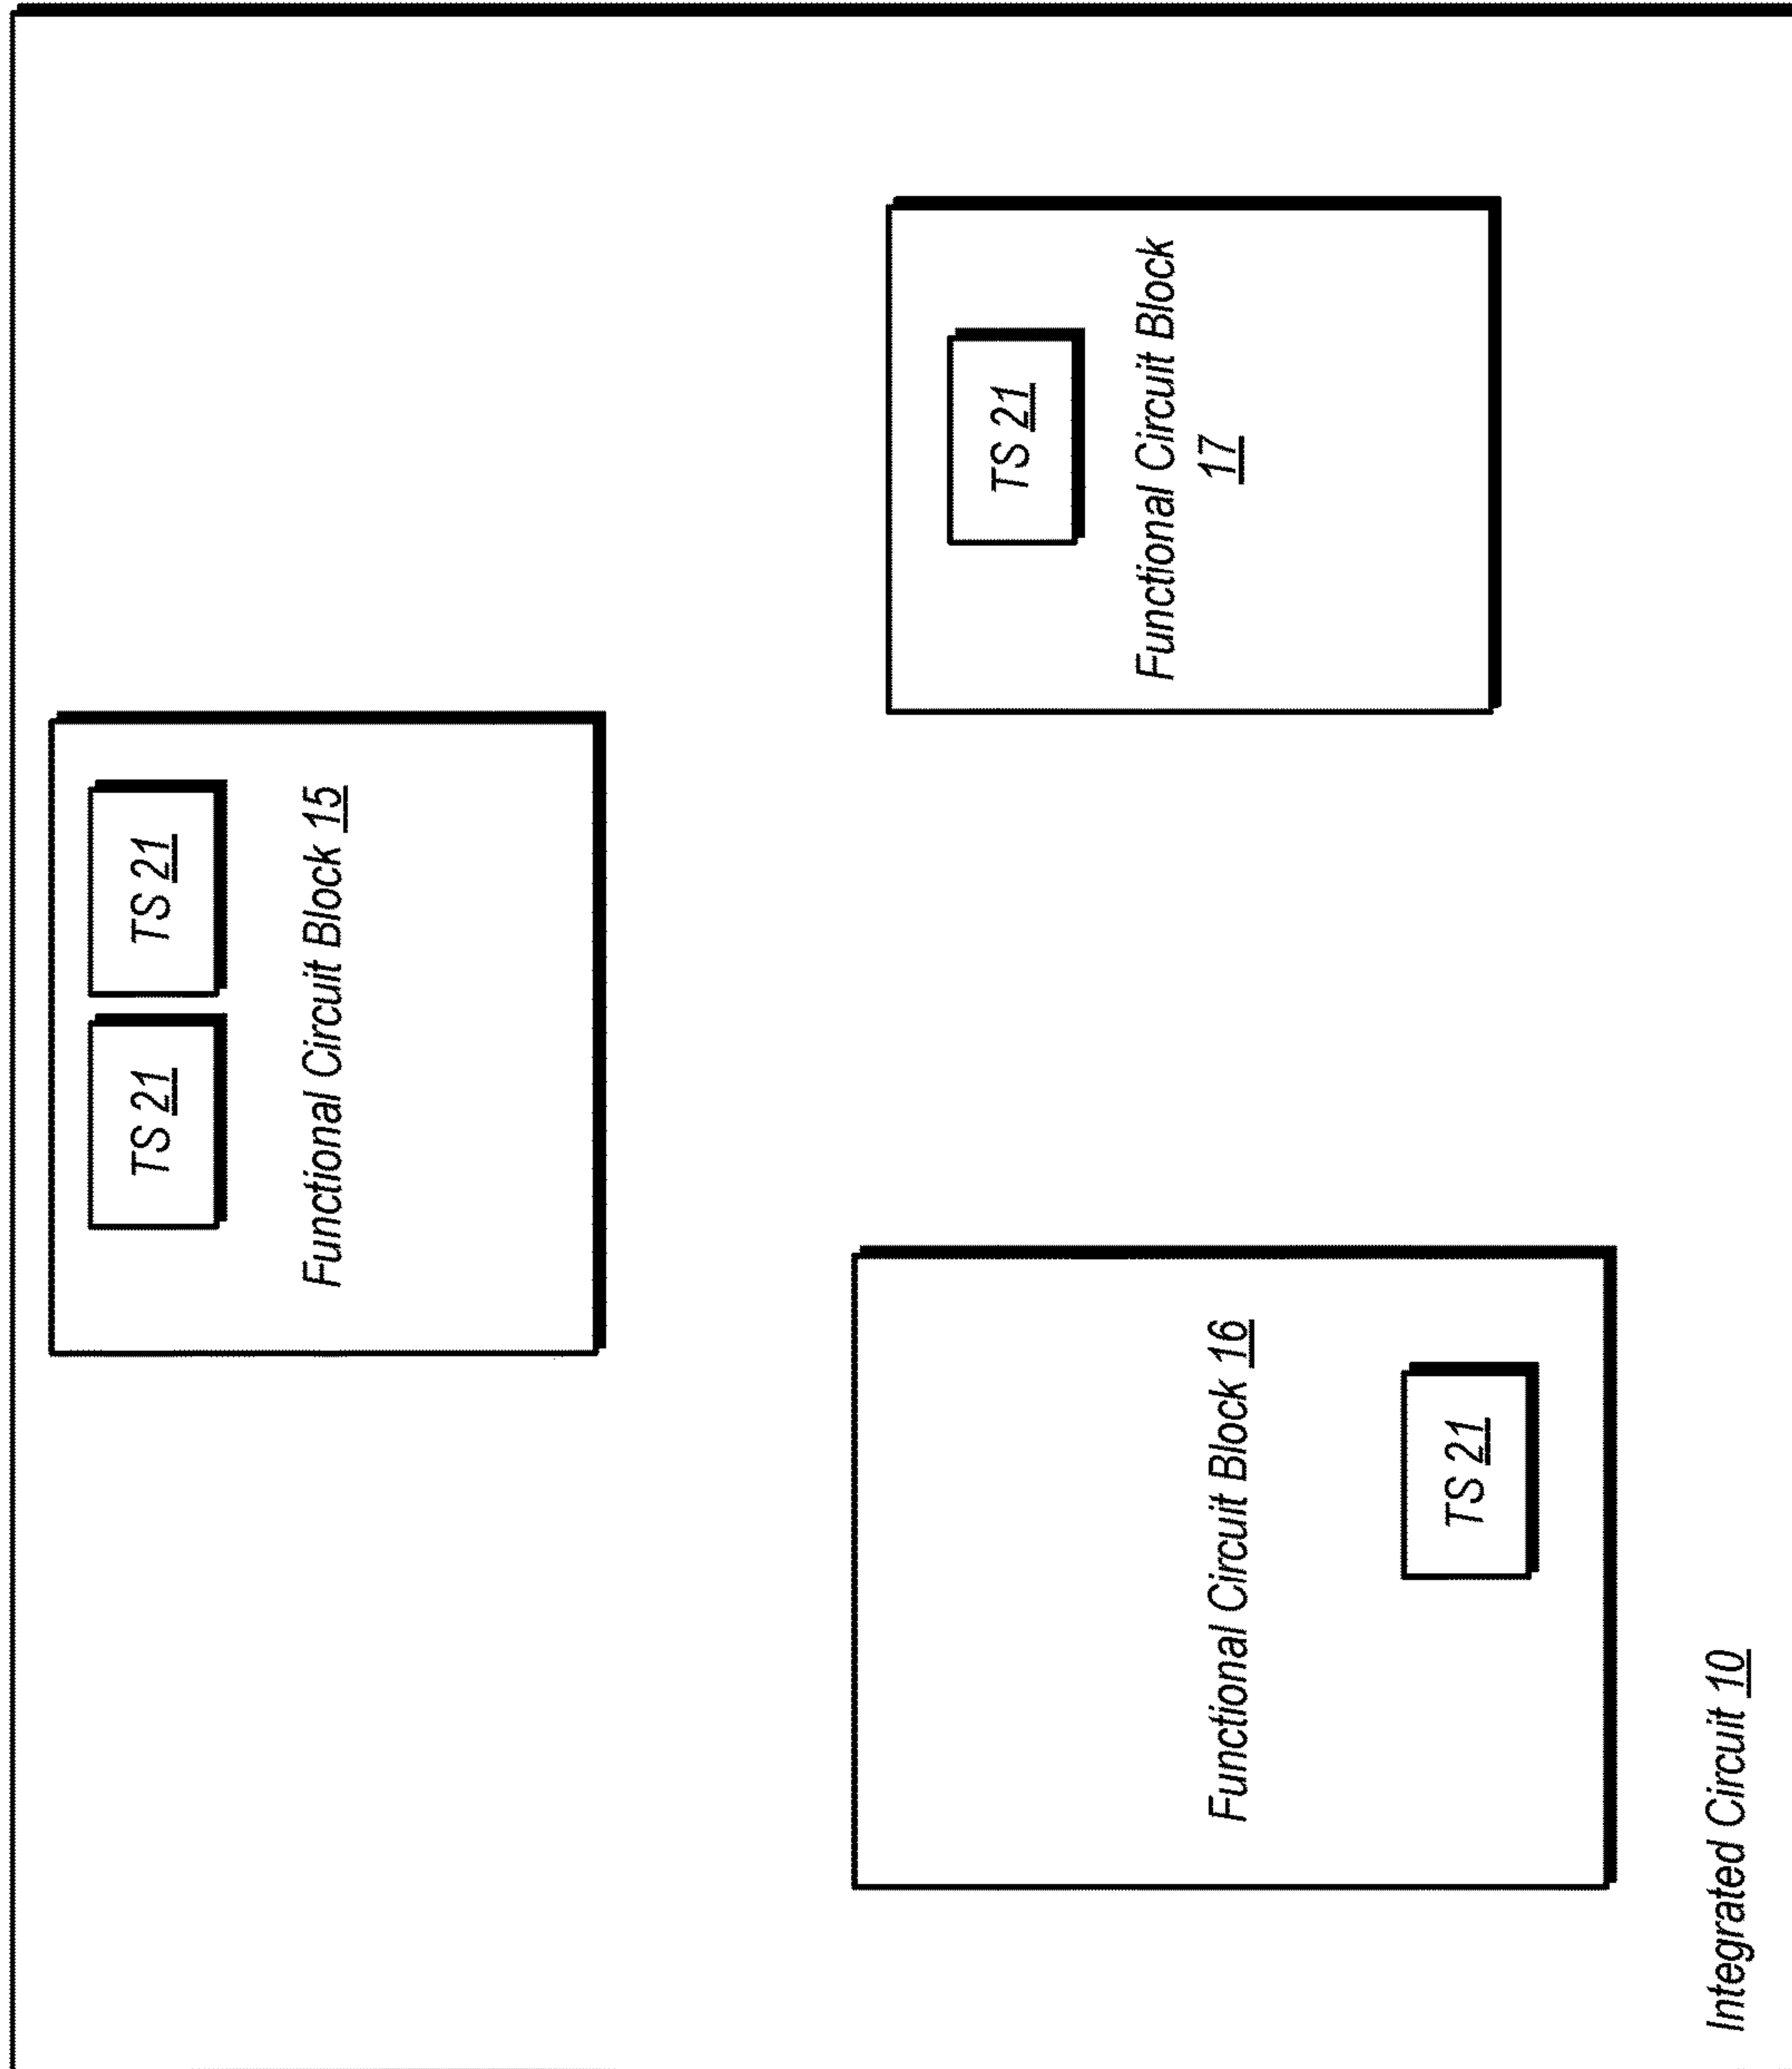 TS 21
TS 21
Functional Circuit Block 15
Functional Circuit Block 16
TS 21
TS 21
Functional Circuit Block
17
Integrated Circuit 10